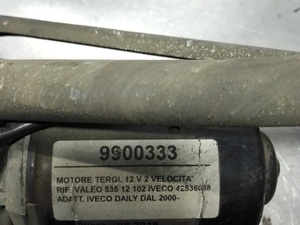 9900333
MOTORE TERGI. 12 V 2 VELOCITA'
RIF. VALEO 535 12 102 IVECO
ADATT. IVECO DAILY DAL 2000-